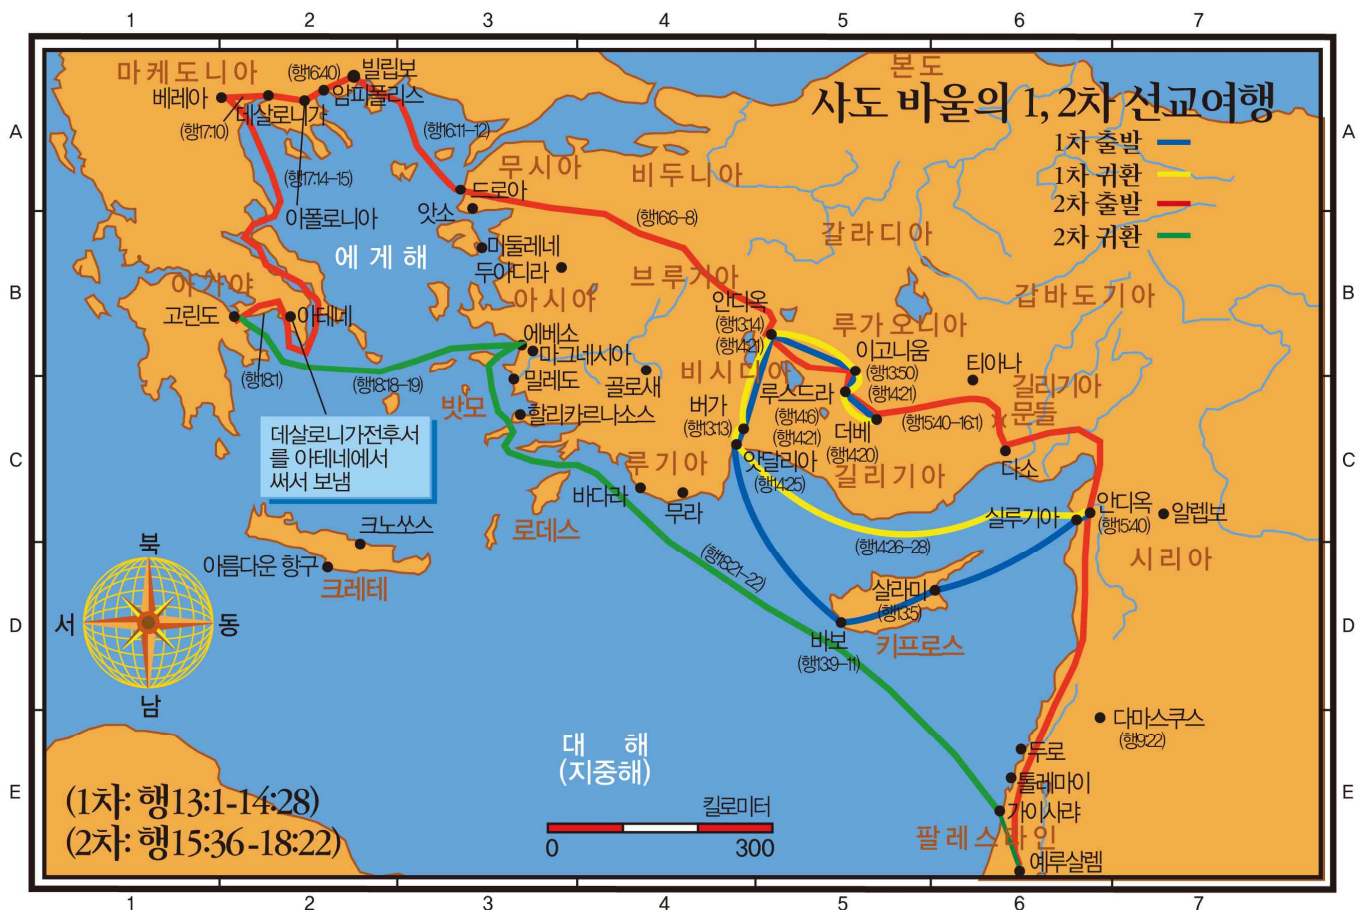 1 2 3 4 5 6 7
사도 바울의 1, 2차 선교여행
1차 출발
1차 귀환
2차 출발
2차 귀환
A
B
C
D
E
A
B
C
D
E
본도
마케도니아
(행16:40)
빌립보
베레아
데살로니가
암피폴리스
(행17:10)
(행16:11-12)
(행17:14-15)
아폴로니아
무시아
비두니아
드로아
앗소
(행16:6-8)
갈라디아
에게해
미둘레네
두아디라
브루기아
아시아
갑바도기아
아가야
고린도
아테네
(행18:1)
안디옥
(행13:14)
(행14:21)
루가오니아
에베소
마그네시아
(행18:18-19)
밀레도
골로새
비시디아
이고니움
(행13:50)
(행14:21)
티아나
길리기아
문들
밧모
할리카르나소스
버가
(행13:13)
루스드라
(행14:6)
(행14:21)
더베
(행14:20)
(행15:40-16:1)
데살로니가전후서
를 아테네에서
써서 보냄
루기아
앗달리아
(행14:25)
길리기아
다소
바다라
무라
로데스
실루기아
안디옥
(행15:40)
알렙보
크노쏘스
(행14:26-28)
시리아
아름다운 항구
크레테
(행18:21-22)
살라미
(행13:5)
바보
(행13:9-11)
키프로스
북
서
동
남
다마스쿠스
(행9:22)
대 해
(지중해)
두로
톨레마이
가이사랴
팔레스타인
예루살렘
(1차: 행13:1-14:28)
(2차: 행15:36-18:22)
킬로미터
0 300
1 2 3 4 5 6 7